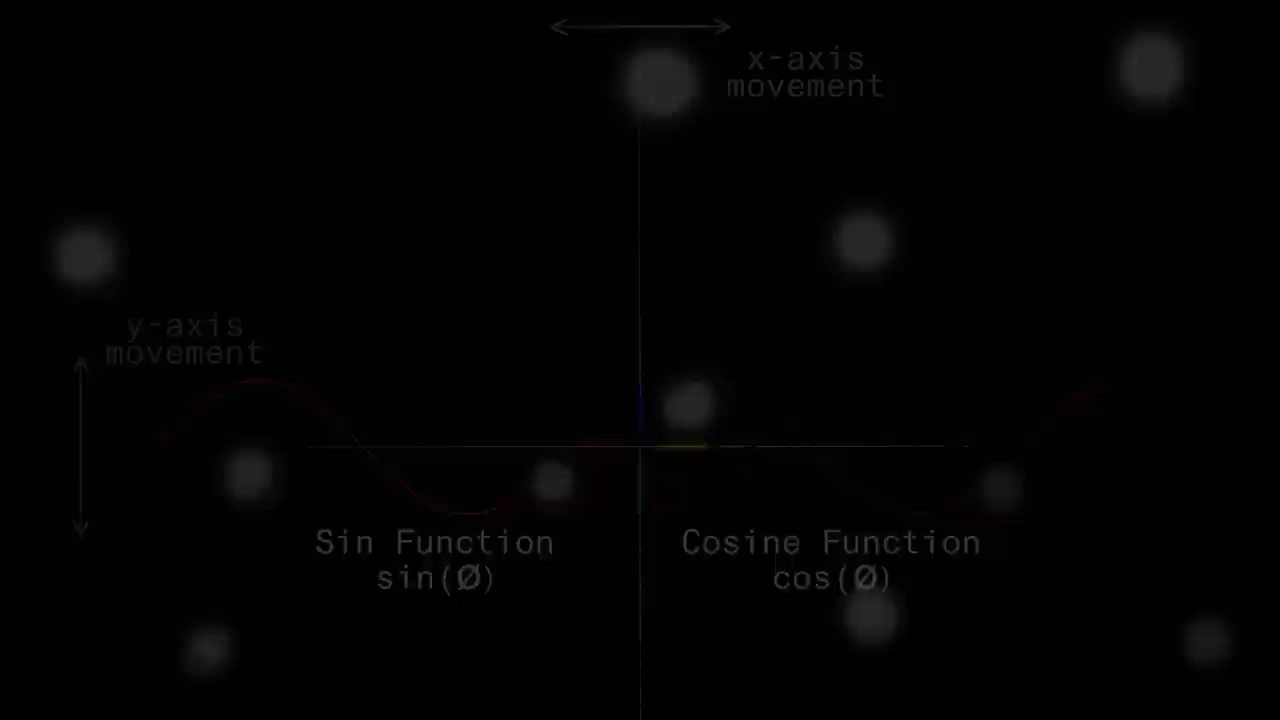 x-axis
movement
y-axis
movement
Sin Function
sin(Ø)
Cosine Function
cos(Ø)